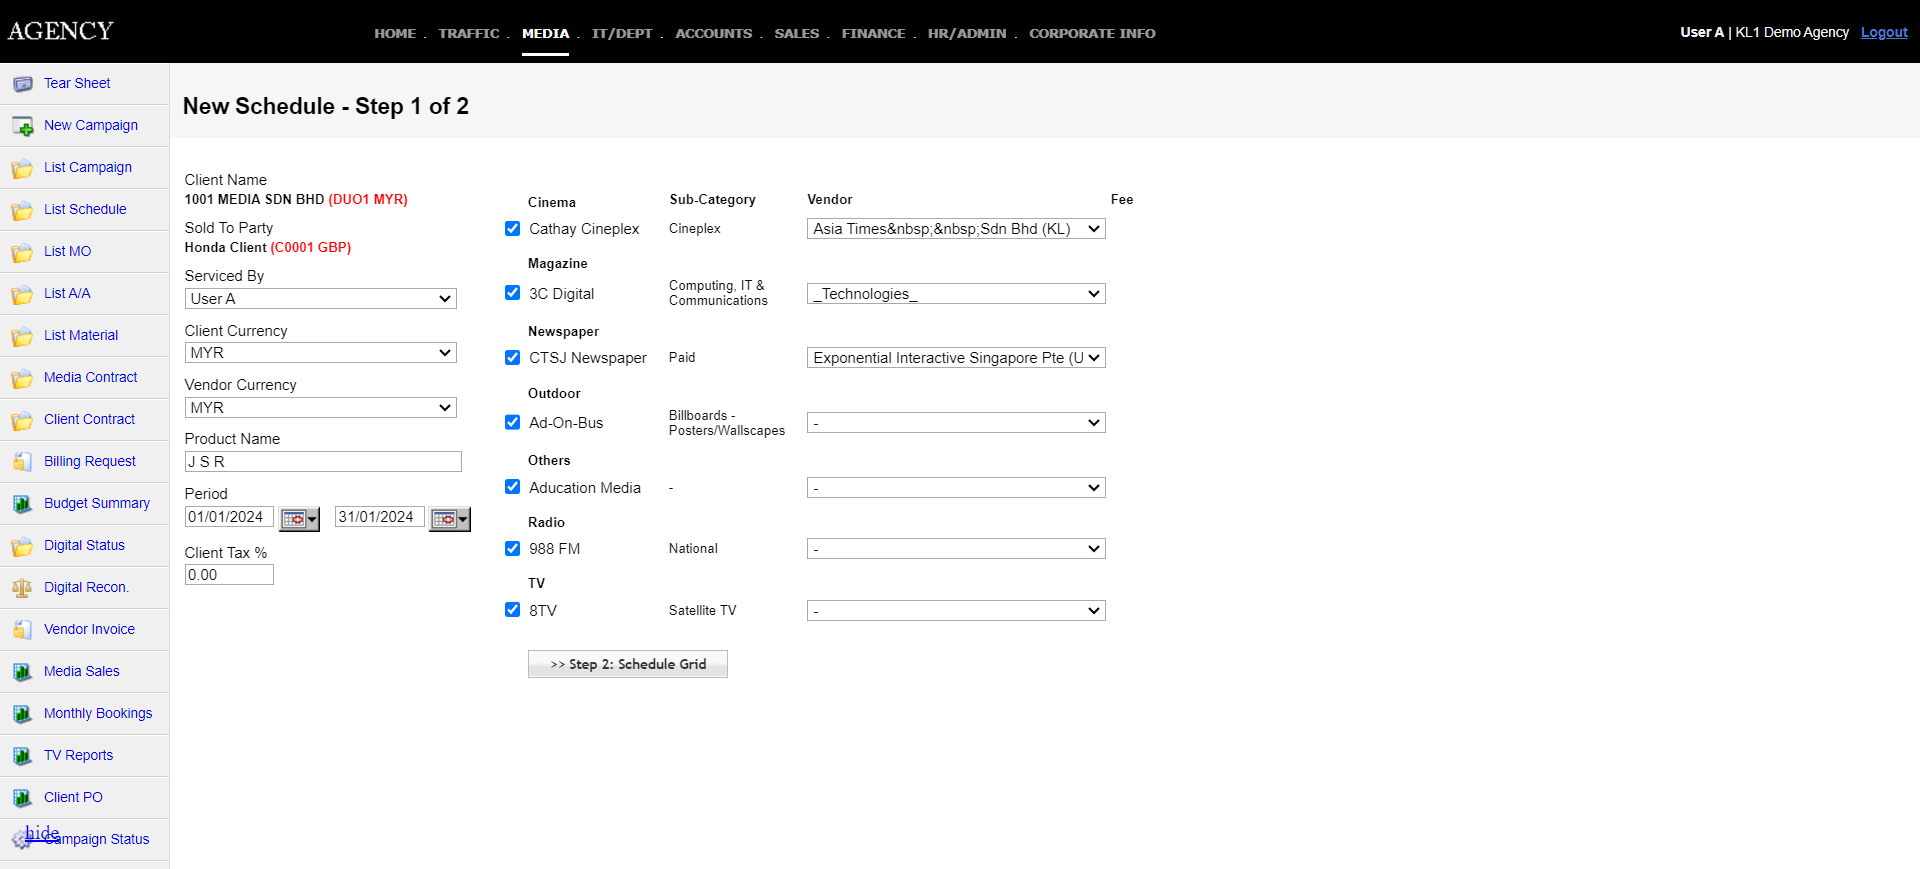 AGENCY
HOME . TRAFFIC . MEDIA . IT/DEPT . ACCOUNTS . SALES . FINANCE . HR/ADMIN . CORPORATE INFO
User A | KL1 Demo Agency Logout
Tear Sheet
New Campaign
List Campaign
List Schedule
List MO
List A/A
List Material
Media Contract
Client Contract
Billing Request
Budget Summary
Digital Status
Digital Recon.
Vendor Invoice
Media Sales
Monthly Bookings
TV Reports
Client PO
hide
Campaign Status
New Schedule - Step 1 of 2
Client Name
1001 MEDIA SDN BHD (DUO1 MYR)
Sold To Party
Honda Client (C0001 GBP)
Serviced By
User A
Client Currency
MYR
Vendor Currency
MYR
Product Name
J S R
Period
01/01/2024 31/01/2024
Client Tax %
0.00
Cinema Sub-Category Vendor Fee
Cathay Cineplex Cineplex Asia Times&nbsp;&nbsp;Sdn Bhd (KL)
Magazine
3C Digital Computing, IT &
Communications _Technologies_
Newspaper
CTSJ Newspaper Paid Exponential Interactive Singapore Pte (U
Outdoor
Ad-On-Bus Billboards -
Posters/Wallscapes -
Others
Aducation Media - -
Radio
988 FM National -
TV
8TV Satellite TV -
>> Step 2: Schedule Grid